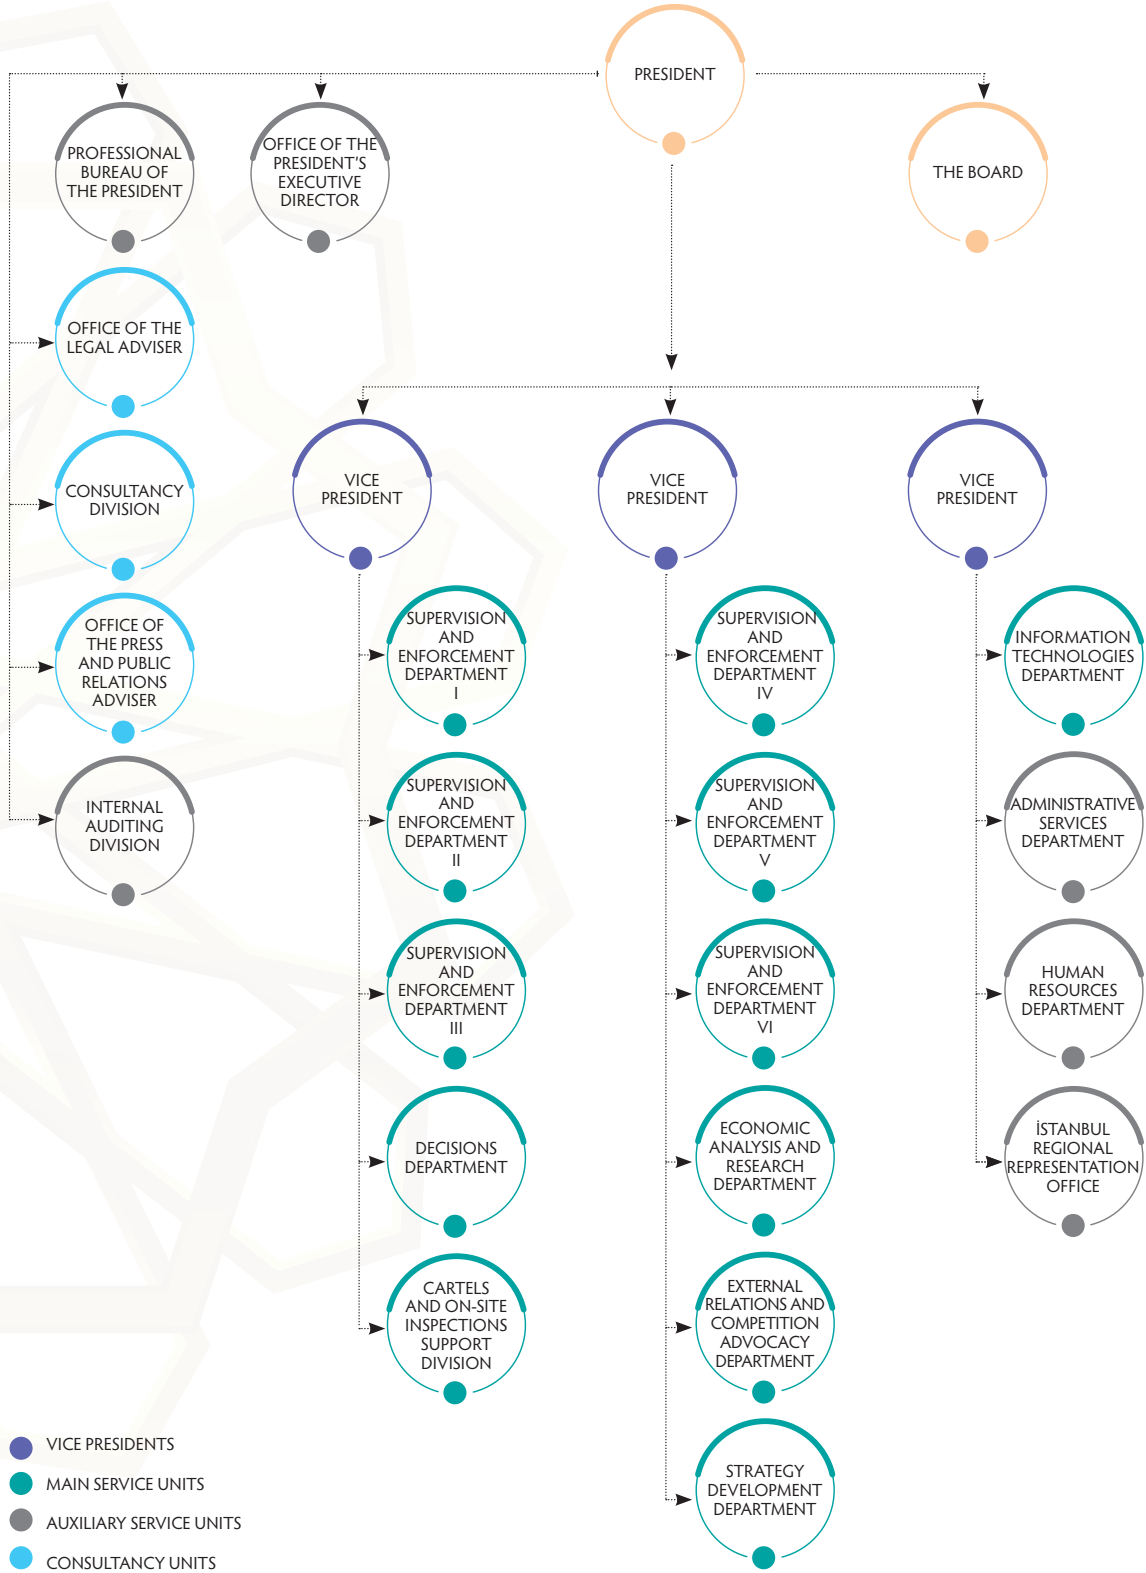 PRESIDENT
PROFESSIONAL
BUREAU OF
THE PRESIDENT
OFFICE OF THE
PRESIDENT'S
EXECUTIVE
DIRECTOR
THE BOARD
OFFICE OF THE
LEGAL ADVISER
CONSULTANCY
DIVISION
OFFICE OF
THE PRESS
AND PUBLIC
RELATIONS
ADVISER
INTERNAL
AUDITING
DIVISION
VICE
PRESIDENT
SUPERVISION
AND
ENFORCEMENT
DEPARTMENT
I
SUPERVISION
AND
ENFORCEMENT
DEPARTMENT
II
SUPERVISION
AND
ENFORCEMENT
DEPARTMENT
III
DECISIONS
DEPARTMENT
CARTELS
AND ON-SITE
INSPECTIONS
SUPPORT
DIVISION
VICE
PRESIDENT
SUPERVISION
AND
ENFORCEMENT
DEPARTMENT
IV
SUPERVISION
AND
ENFORCEMENT
DEPARTMENT
V
SUPERVISION
AND
ENFORCEMENT
DEPARTMENT
VI
ECONOMIC
ANALYSIS AND
RESEARCH
DEPARTMENT
EXTERNAL
RELATIONS AND
COMPETITION
ADVOCACY
DEPARTMENT
STRATEGY
DEVELOPMENT
DEPARTMENT
VICE
PRESIDENT
INFORMATION
TECHNOLOGIES
DEPARTMENT
ADMINISTRATIVE
SERVICES
DEPARTMENT
HUMAN
RESOURCES
DEPARTMENT
İSTANBUL
REGIONAL
REPRESENTATION
OFFICE
VICE PRESIDENTS
MAIN SERVICE UNITS
AUXILIARY SERVICE UNITS
CONSULTANCY UNITS